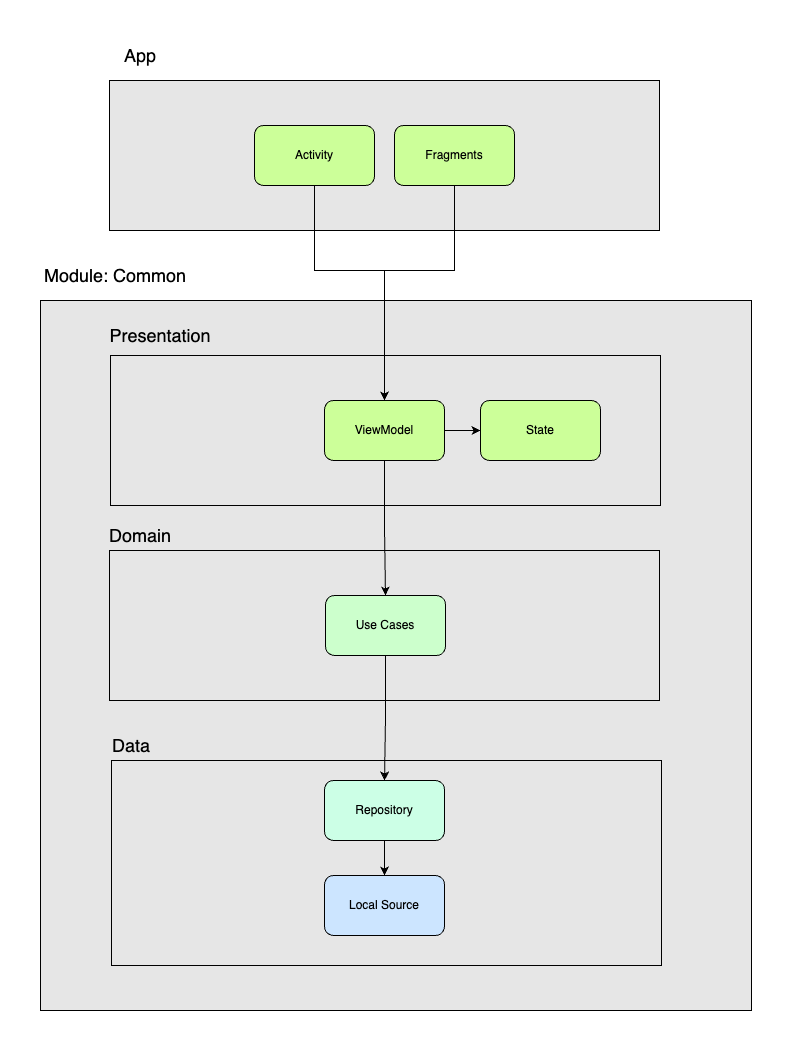 App
Activity
Fragments
Module: Common
Presentation
ViewModel
State
Domain
Use Cases
Data
Repository
Local Source